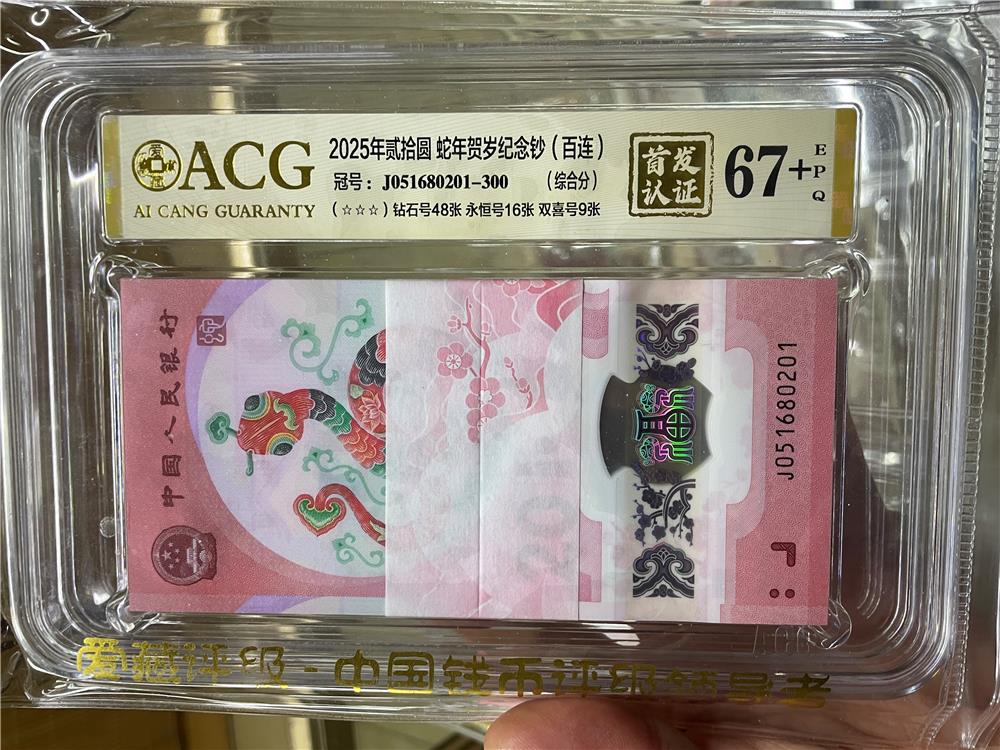 ACG
AI CANG GUARANTY
2025年贰拾圆 蛇年贺岁纪念钞（百连）
冠号：J051680201-300 （综合分）
（☆☆☆）钻石号48张 永恒号16张 双喜号9张
首发
认证
67+
EPQ
中国人民银行
J051680201
爱藏评级-中国钱币评级领导者